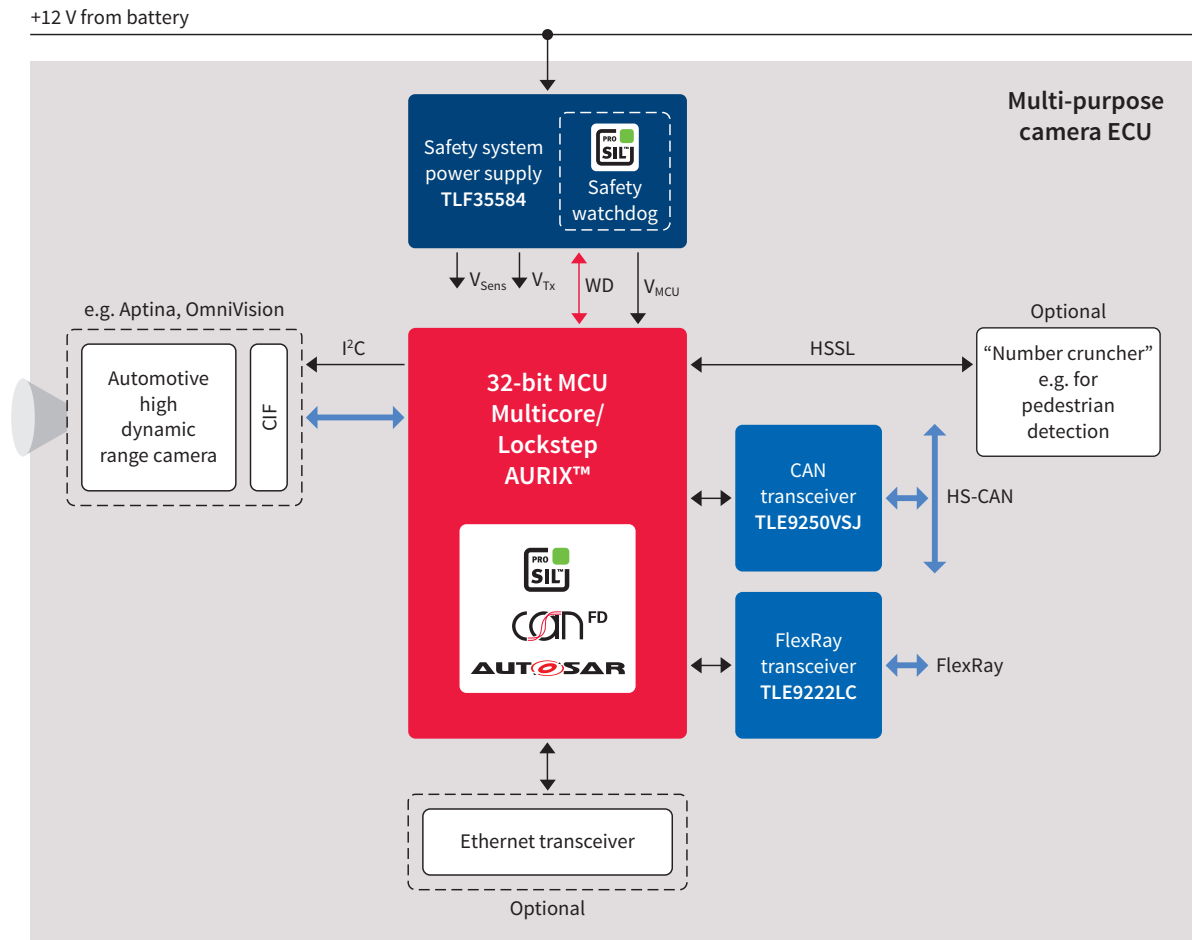 +12 V from battery
Multi-purpose
camera ECU
Safety system
power supply
TLF35584
PRO
SIL™
Safety
watchdog
VSens
VTx
WD
VMCU
e.g. Aptina, OmniVision
Automotive
high
dynamic
range camera
CIF
I²C
32-bit MCU
Multicore/
Lockstep
AURIX™
PRO
SIL™
CAN FD
AUTOSAR
HSSL
Optional
“Number cruncher”
e.g. for
pedestrian
detection
CAN
transceiver
TLE9250VSJ
HS-CAN
FlexRay
transceiver
TLE9222LC
FlexRay
Ethernet transceiver
Optional